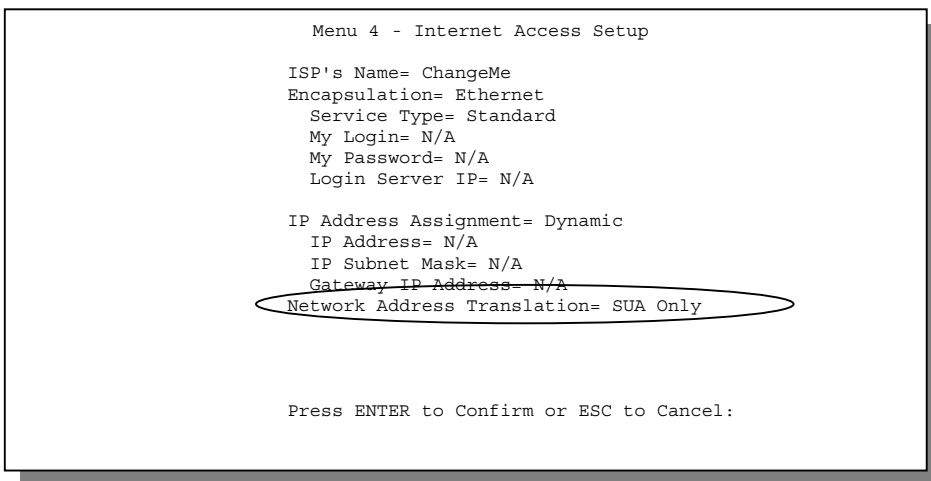 Menu 4 - Internet Access Setup
ISP's Name= ChangeMe
Encapsulation= Ethernet
Service Type= Standard
My Login= N/A
My Password= N/A
Login Server IP= N/A
IP Address Assignment= Dynamic
IP Address= N/A
IP Subnet Mask= N/A
Gateway IP Address= N/A
Network Address Translation= SUA Only
Press ENTER to Confirm or ESC to Cancel: